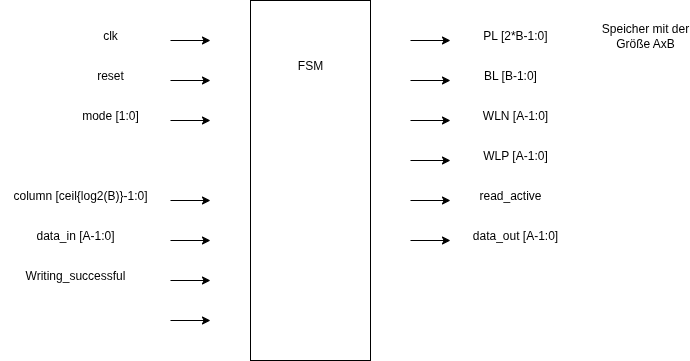 clk
reset
mode [1:0]
column [ceil{log2(B)}-1:0]
data_in [A-1:0]
Writing_successful
FSM
PL [2*B-1:0]
BL [B-1:0]
WLN [A-1:0]
WLP [A-1:0]
read_active
data_out [A-1:0]
Speicher mit der
Größe AxB